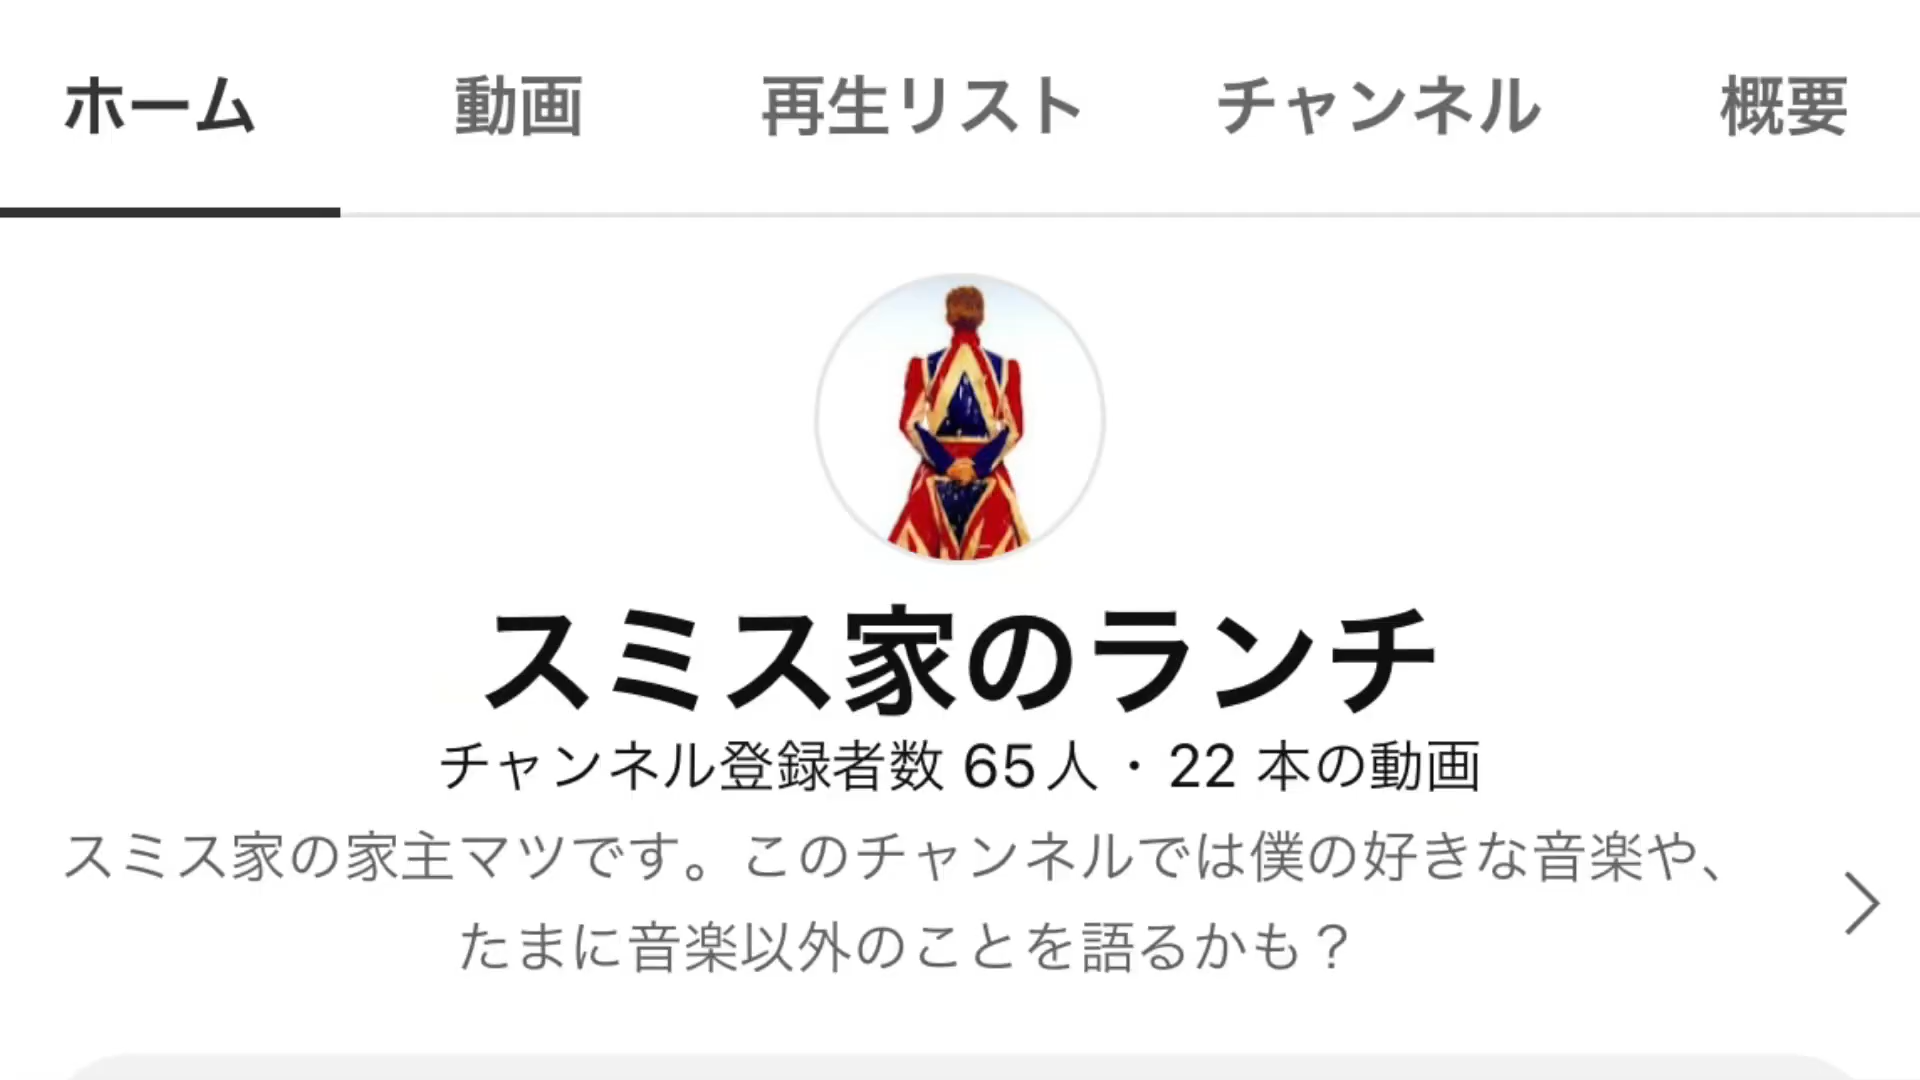 ホーム 動画 再生リスト チャンネル 概要
スミス家のランチ
チャンネル登録者数 65人・22 本の動画
スミス家の家主マツです。このチャンネルでは僕の好きな音楽や、
たまに音楽以外のことを語るかも？